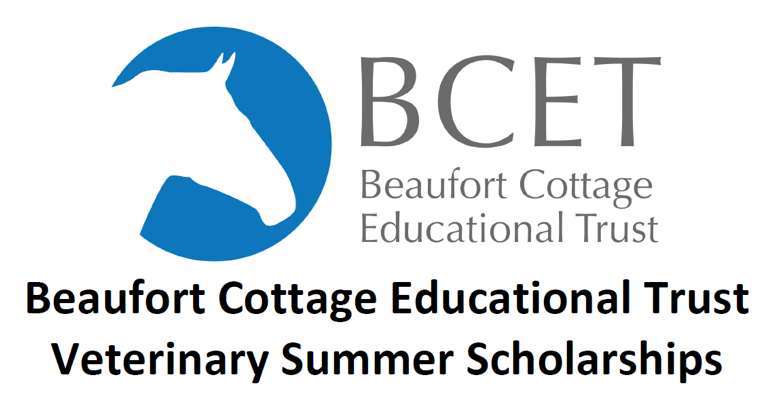 BCET
Beaufort Cottage
Educational Trust
Beaufort Cottage Educational Trust
Veterinary Summer Scholarships